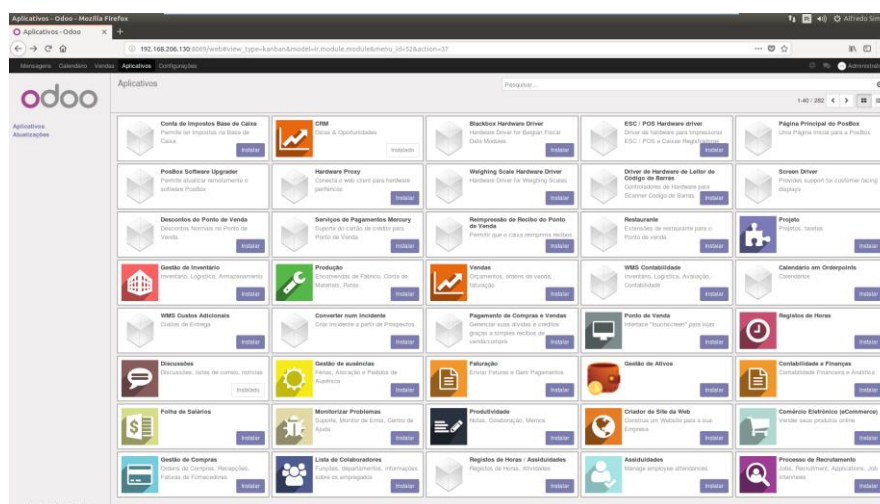 Aplicativos - Odoo - Mozilla Firefox
Alfredo Sim
Aplicativos - Odoo
192.168.206.130:8069/web#view_type=kanban&model=ir.module.module&menu_id=52&action=37
Mensagens Calendário Vendas Aplicativos Configurações
Administrato
odoo
Aplicativos
Pesquisar...
1-40 / 262
Aplicativos
Atualizações
Conta de Impostos Base de Caixa
Permite ter impostos na Base de
Caixa
Instalar
CRM
Dicas & Oportunidades
Instalado
Blackbox Hardware Driver
Hardware Driver for Belgian Fiscal
Data Modules
Instalar
ESC / POS Hardware driver
Driver de hardware para Impressoras
ESC / POS e Caixas Registradoras
Instalar
Página Principal do PosBox
Uma Página Inicial para a PosBox
Instalar
PosBox Software Upgrader
Permite atualizar remotamente o
software PosBox
Instalar
Hardware Proxy
Conecta o web client para hardware
periféricos
Instalar
Weighing Scale Hardware Driver
Hardware Driver for Weighing Scales
Instalar
Driver de Hardware de Leitor de
Código de Barras
Controladores de Hardware para
Scanner Código de Barras
Instalar
Screen Driver
Provides support for customer facing
displays
Instalar
Descontos do Ponto de Venda
Descontos Normais no Ponto de
Venda
Instalar
Serviços de Pagamentos Mercury
Suporte do cartão de crédito para
Ponto de Venda
Instalar
Reimpressão de Recibo do Ponto
de Venda
Permitir que o caixa reimprima recibos
Instalar
Restaurante
Extensões de restaurante para o
Ponto de venda
Instalar
Projeto
Projetos, tarefas
Instalar
Gestão de Inventário
Inventário, Logística, Armazenamento
Instalar
Produção
Encomendas de Fabrico, Conta de
Materiais, Rotas
Instalar
Vendas
Orçamentos, ordens de venda,
faturação
Instalar
WMS Contabilidade
Inventário, Logística, Avaliação,
Contabilidade
Instalar
Calendário em Orderpoints
Calendários
Instalar
WMS Custos Adicionais
Custos de Entrega
Instalar
Converter num Incidente
Criar incidente a partir de Prospectos
Instalar
Pagamento de Compras e Vendas
Gerenciar suas dívidas e créditos
graças a simples recibos de
venda/compra
Instalar
Ponto de Venda
Interface "touchscreen" para lojas
Instalar
Registos de Horas
Instalar
Discussões
Discussões, listas de correio, notícias
Instalado
Gestão de ausências
Férias, Alocação e Pedidos de
Ausência
Instalar
Faturação
Enviar Faturas e Gerir Pagamentos
Instalar
Gestão de Ativos
Instalar
Contabilidade e Finanças
Contabilidade Financeira e Analítica
Instalar
Folha de Salários
Instalar
Monitorizar Problemas
Suporte, Monitor de Erros, Centro de
Ajuda
Instalar
Produtividade
Notas, Colaboração, Memos
Instalar
Criador de Site da Web
Construa um Website para a sua
Empresa
Instalar
Comércio Eletrónico (eCommerce)
Vender seus produtos online
Instalar
Gestão de Compras
Ordens de Compras, Recepções,
Faturas de Fornecedores
Instalar
Lista de Colaboradores
Funções, departamentos, informações
sobre os empregados
Instalar
Registos de Horas / Assiduidades
Registos de Horas, Atividades
Instalar
Assiduidades
Manage employee attendances
Instalar
Processo de Recrutamento
Jobs, Recruitment, Applications, Job
Interviews
Instalar